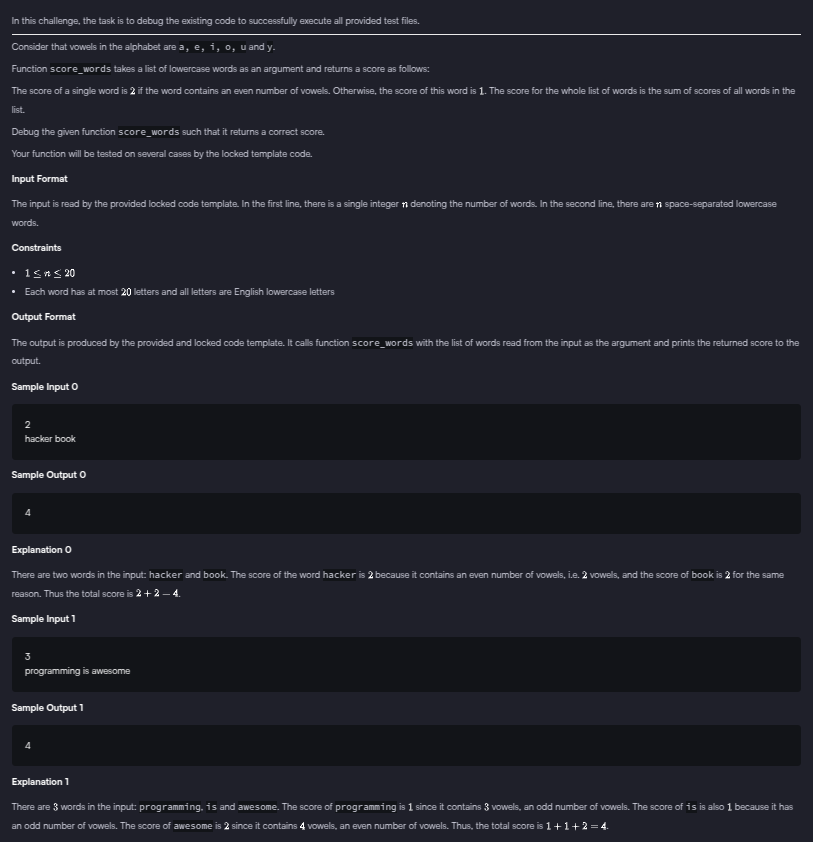 In this challenge, the task is to debug the existing code to successfully execute all provided test files.
Consider that vowels in the alphabet are a, e, i, o, u and y.
Function score_words takes a list of lowercase words as an argument and returns a score as follows:
The score of a single word is 2 if the word contains an even number of vowels. Otherwise, the score of this word is 1. The score for the whole list of words is the sum of scores of all words in the
list.
Debug the given function score_words such that it returns a correct score.
Your function will be tested on several cases by the locked template code.
Input Format
The input is read by the provided locked code template. In the first line, there is a single integer n denoting the number of words. In the second line, there are n space-separated lowercase
words.
Constraints
• 1 ≤ n ≤ 20
• Each word has at most 20 letters and all letters are English lowercase letters
Output Format
The output is produced by the provided and locked code template. It calls function score_words with the list of words read from the input as the argument and prints the returned score to the
output.
Sample Input 0
2
hacker book
Sample Output 0
4
Explanation 0
There are two words in the input: hacker and book. The score of the word hacker is 2 because it contains an even number of vowels, i.e. 2 vowels, and the score of book is 2 for the same
reason. Thus the total score is 2 + 2 = 4.
Sample Input 1
3
programming is awesome
Sample Output 1
4
Explanation 1
There are 3 words in the input: programming, is and awesome. The score of programming is 1 since it contains 3 vowels, an odd number of vowels. The score of is is also 1 because it has
an odd number of vowels. The score of awesome is 2 since it contains 4 vowels, an even number of vowels. Thus, the total score is 1 + 1 + 2 = 4.